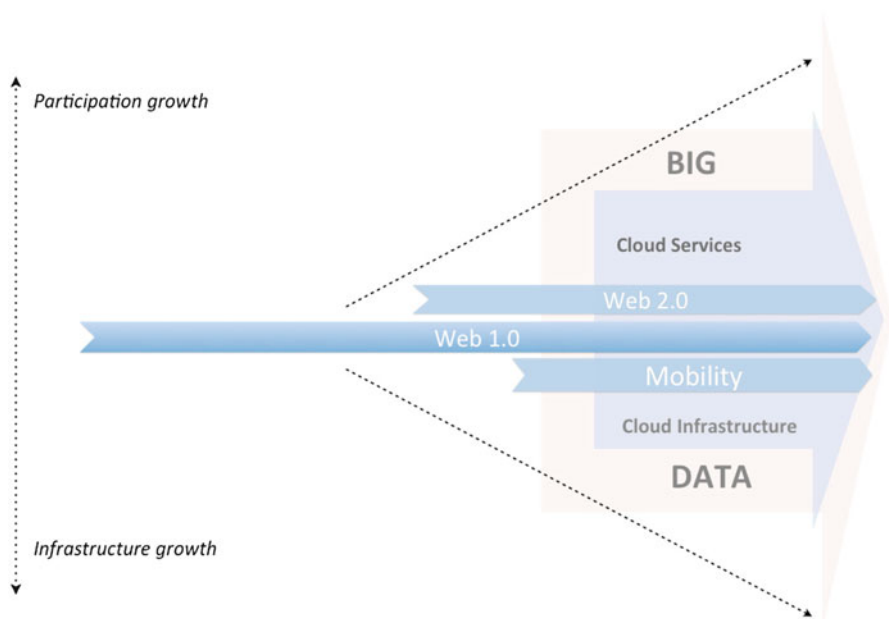 Participation growth
BIG
Cloud Services
Web 2.0
Web 1.0
Mobility
Cloud Infrastructure
DATA
Infrastructure growth